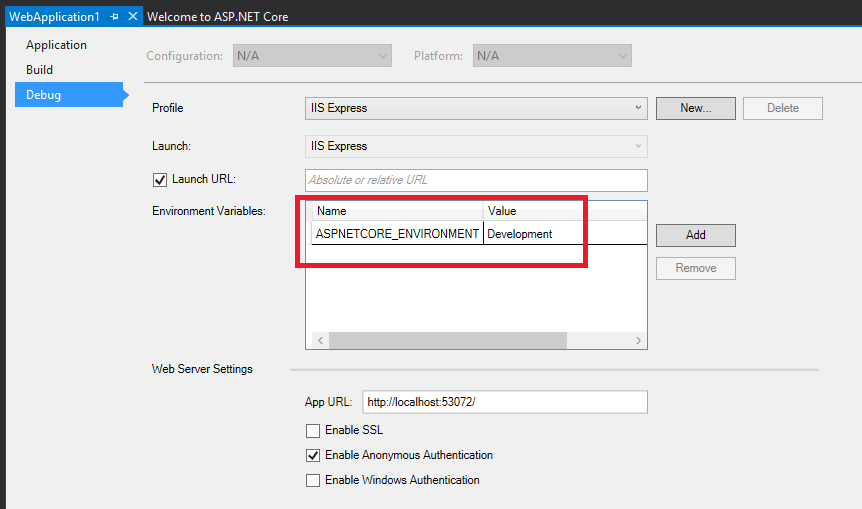 WebApplication1 Welcome to ASP.NET Core
Application
Build
Debug
Configuration: N/A Platform: N/A
Profile IIS Express New... Delete
Launch: IIS Express
Launch URL: Absolute or relative URL
Environment Variables: Name Value
ASPNETCORE_ENVIRONMENT Development Add
Remove
Web Server Settings
App URL: http://localhost:53072/
Enable SSL
Enable Anonymous Authentication
Enable Windows Authentication